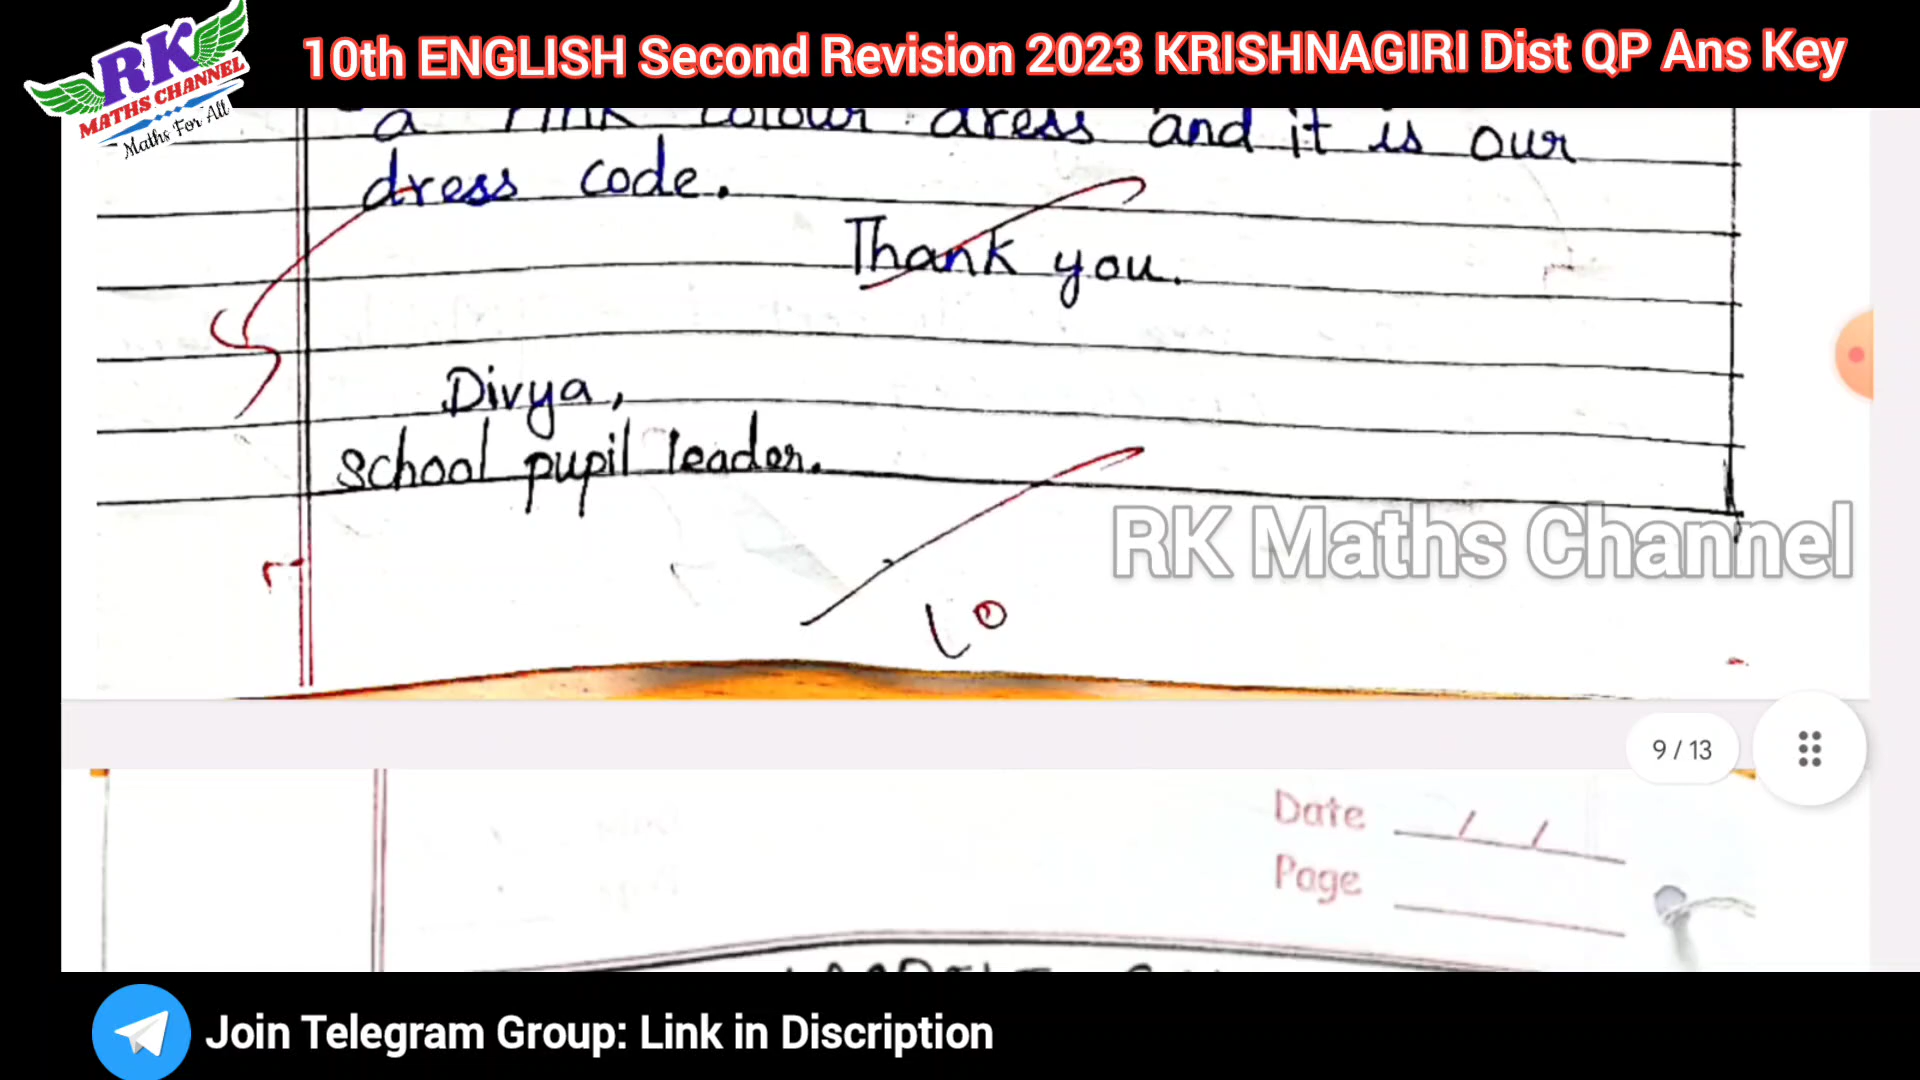 RK
MATHS CHANNEL
Maths For All
10th ENGLISH Second Revision 2023 KRISHNAGIRI Dist QP Ans Key
a Pink colour dress and it is our
dress code.
Thank you.
Divya,
school pupil leader.
RK Maths Channel
9 / 13
Date / /
Page
Join Telegram Group: Link in Discription